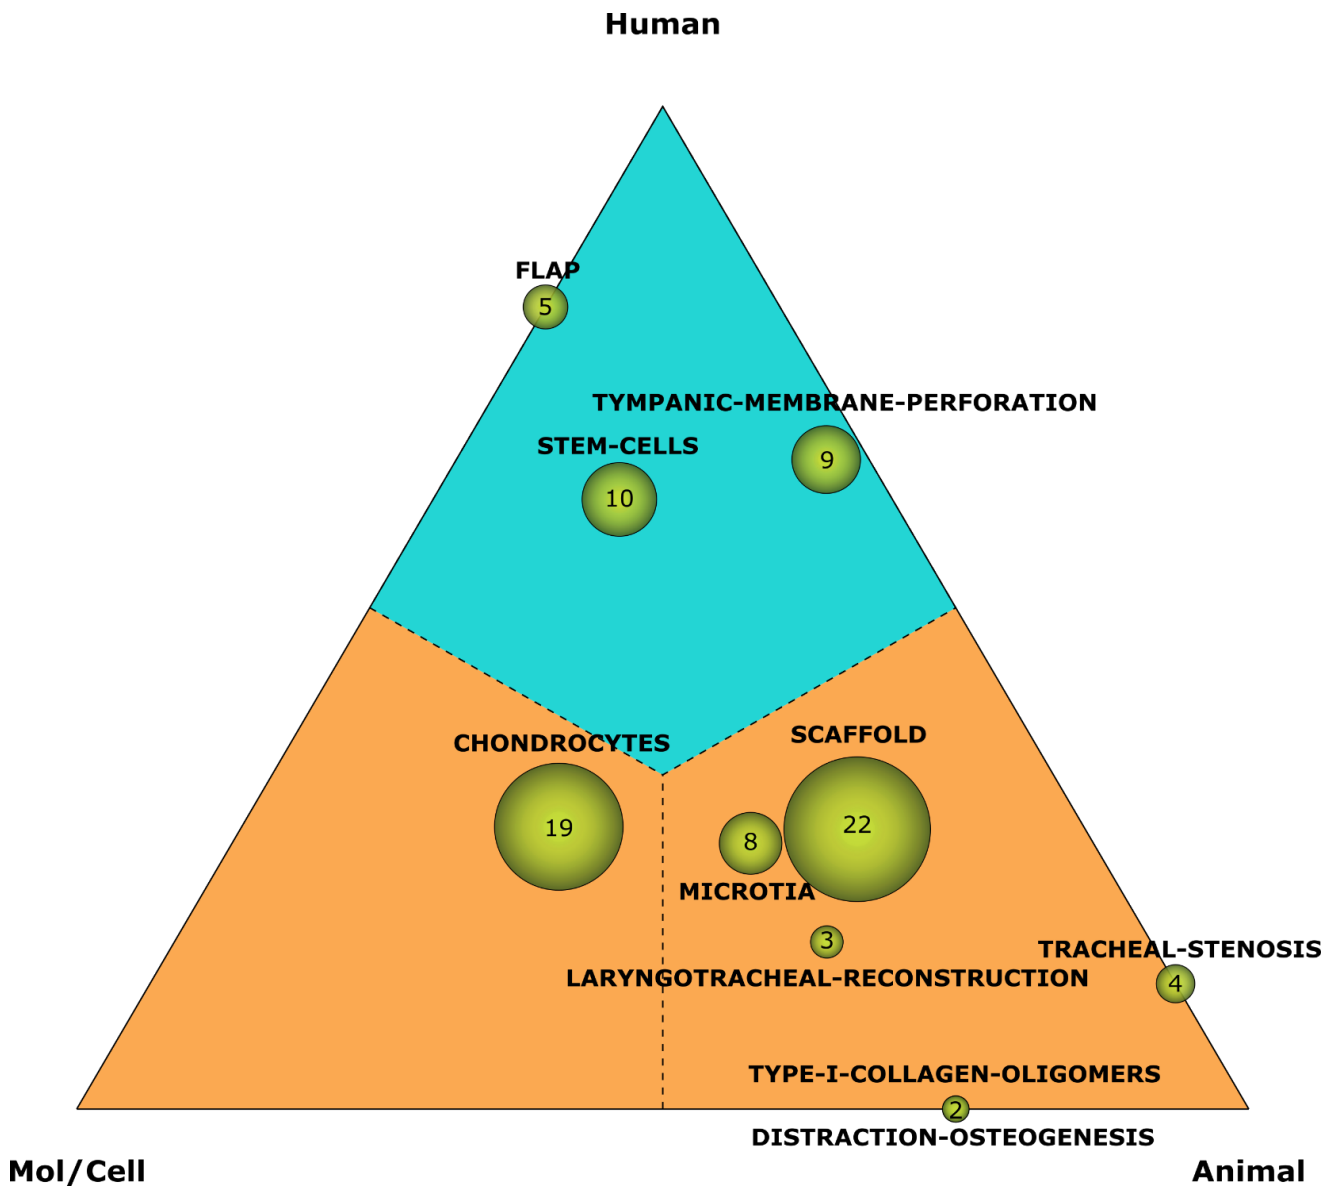 Human
FLAP
5
TYMPANIC-MEMBRANE-PERFORATION
9
STEM-CELLS
10
CHONDROCYTES
19
SCAFFOLD
22
8
MICROTIA
3
LARYNGOTRACHEAL-RECONSTRUCTION
TRACHEAL-STENOSIS
4
TYPE-I-COLLAGEN-OLIGOMERS
2
DISTRACTION-OSTEOGENESIS
Mol/Cell
Animal